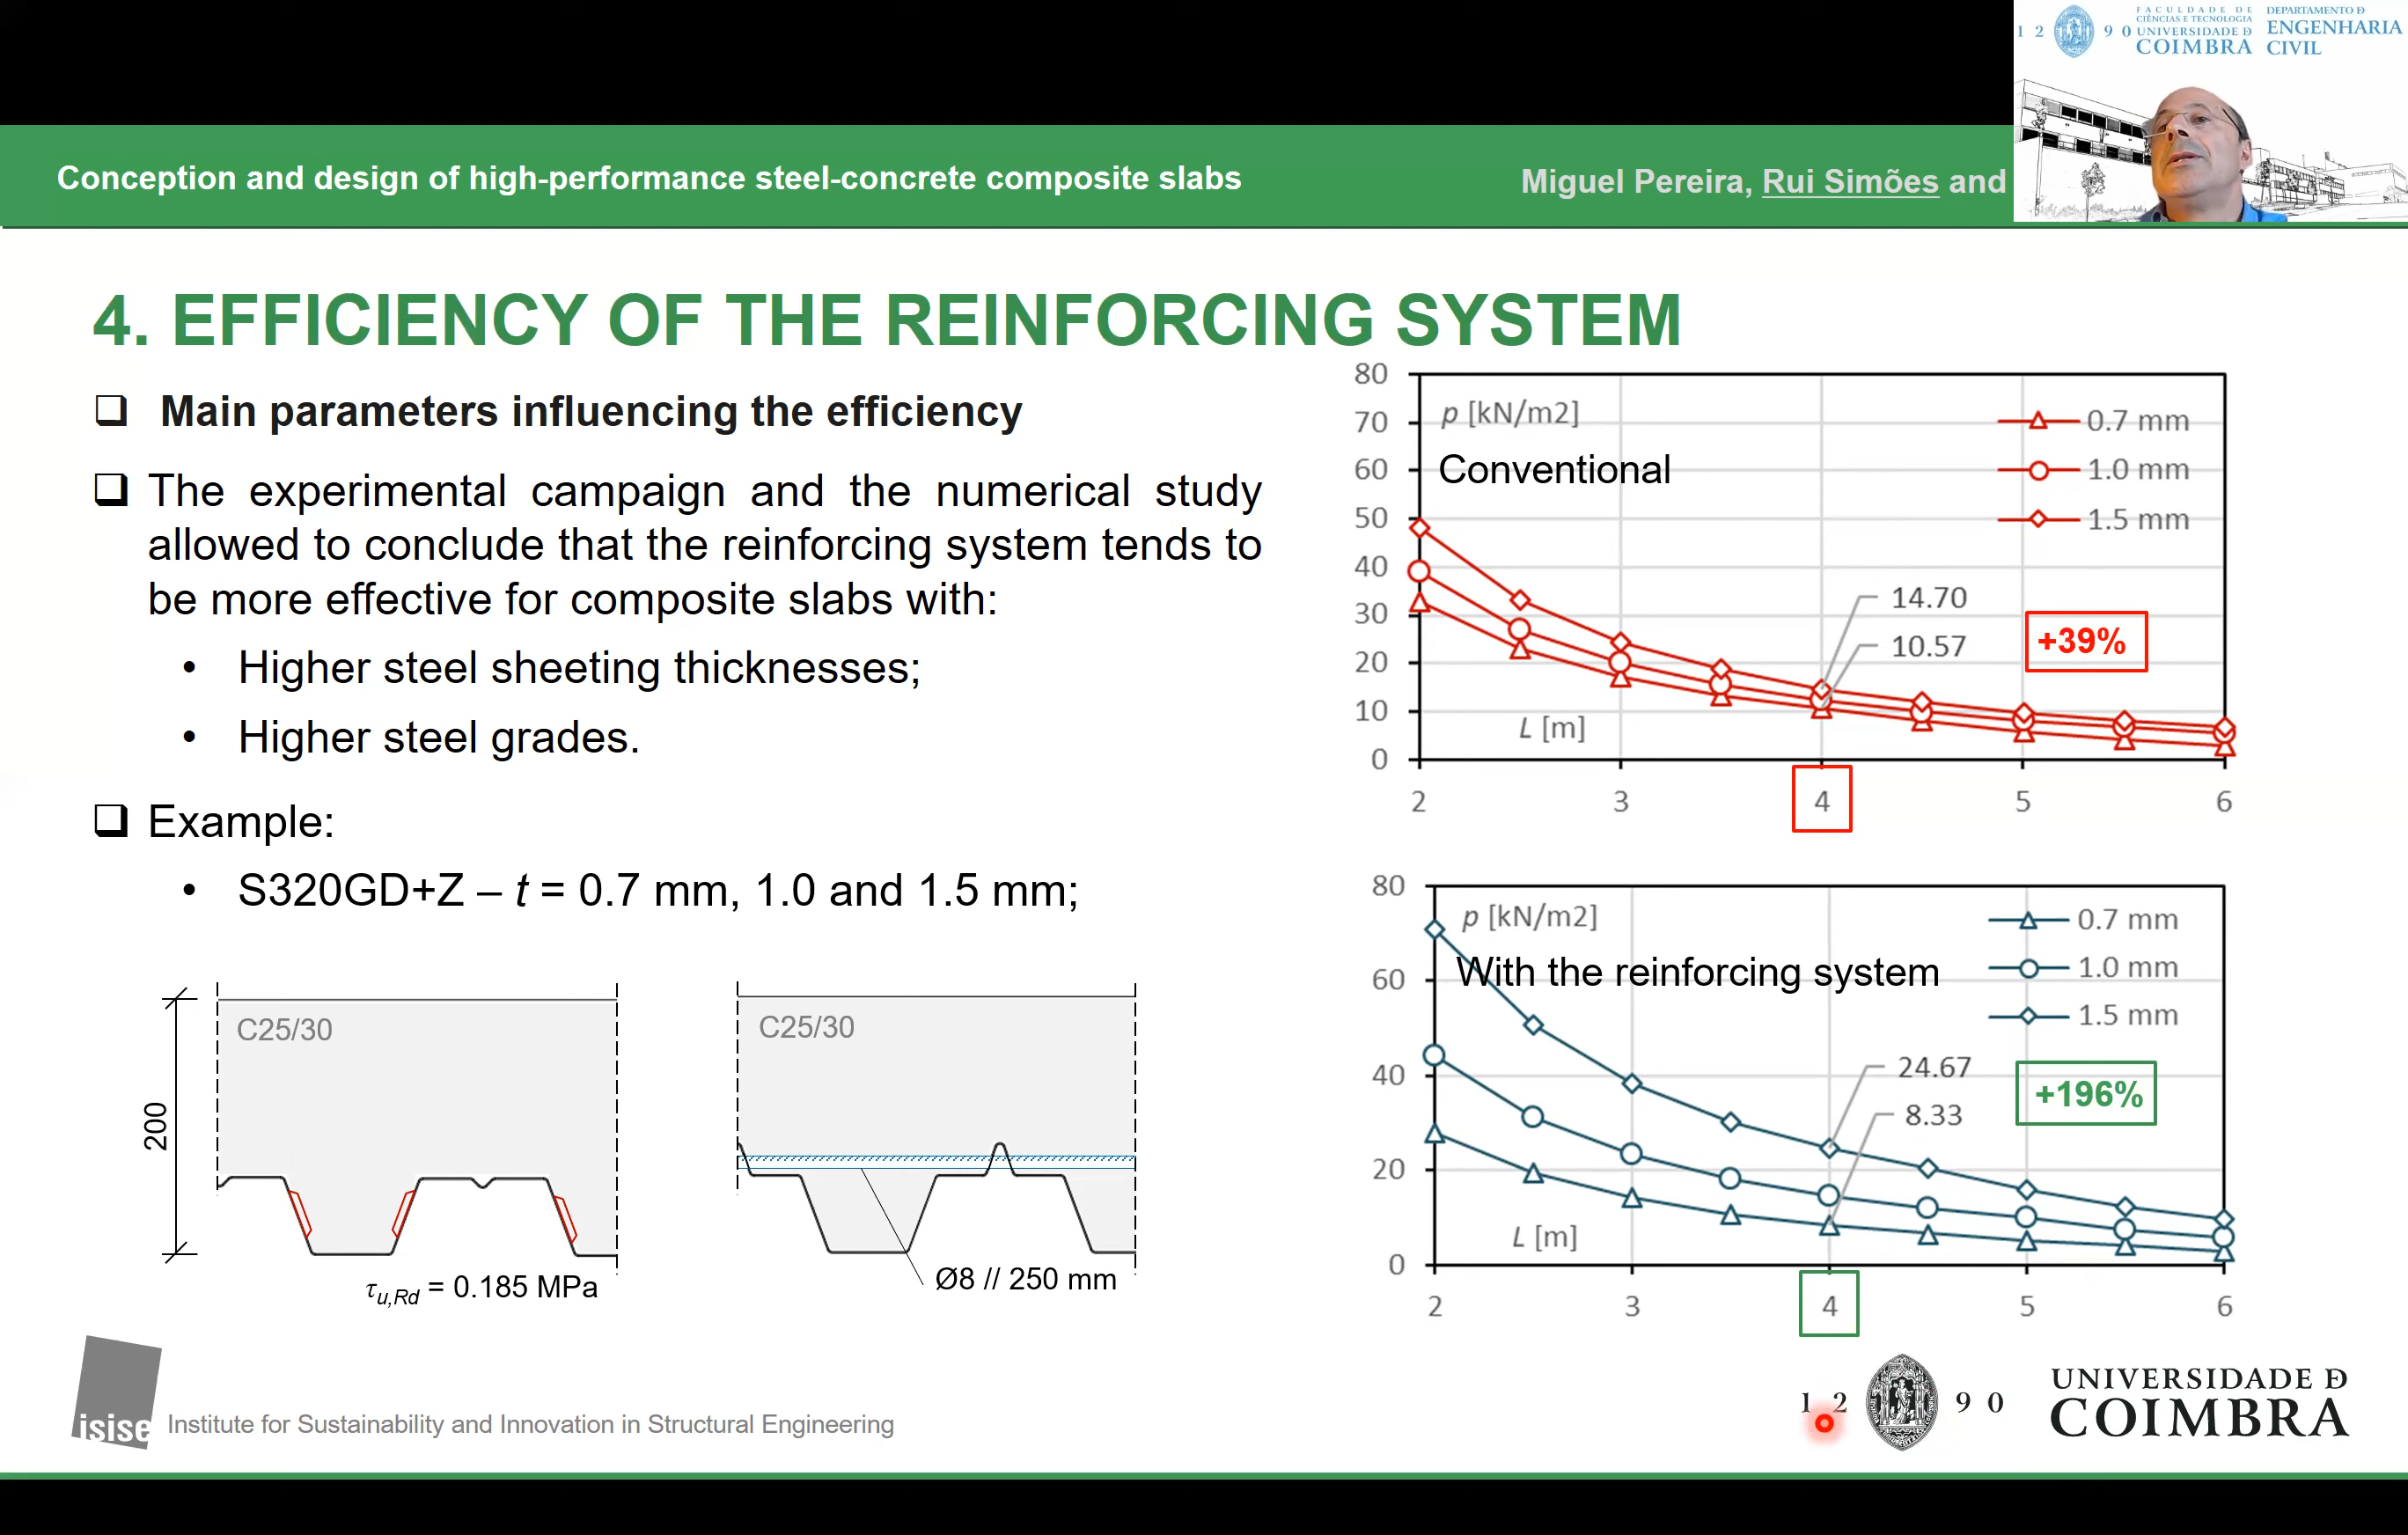 1 2 9 0
FACULDADE DE
CIÊNCIAS E TECNOLOGIA
UNIVERSIDADE Ð
COIMBRA
DEPARTAMENTO Ð
ENGENHARIA
CIVIL
Conception and design of high-performance steel-concrete composite slabs
Miguel Pereira, Rui Simões and
4. EFFICIENCY OF THE REINFORCING SYSTEM
Main parameters influencing the efficiency
The experimental campaign and the numerical study
allowed to conclude that the reinforcing system tends to
be more effective for composite slabs with:
• Higher steel sheeting thicknesses;
• Higher steel grades.
Example:
• S320GD+Z – t = 0.7 mm, 1.0 and 1.5 mm;
200
C25/30
τu,Rd = 0.185 MPa
C25/30
Ø8 // 250 mm
80
70
60
50
40
30
20
10
0
p [kN/m2]
Conventional
0.7 mm
1.0 mm
1.5 mm
14.70
10.57
+39%
L [m]
2 3 4 5 6
80
60
40
20
0
p [kN/m2]
With the reinforcing system
0.7 mm
1.0 mm
1.5 mm
24.67
8.33
+196%
L [m]
2 3 4 5 6
isise
Institute for Sustainability and Innovation in Structural Engineering
1 2 9 0
UNIVERSIDADE Ð
COIMBRA